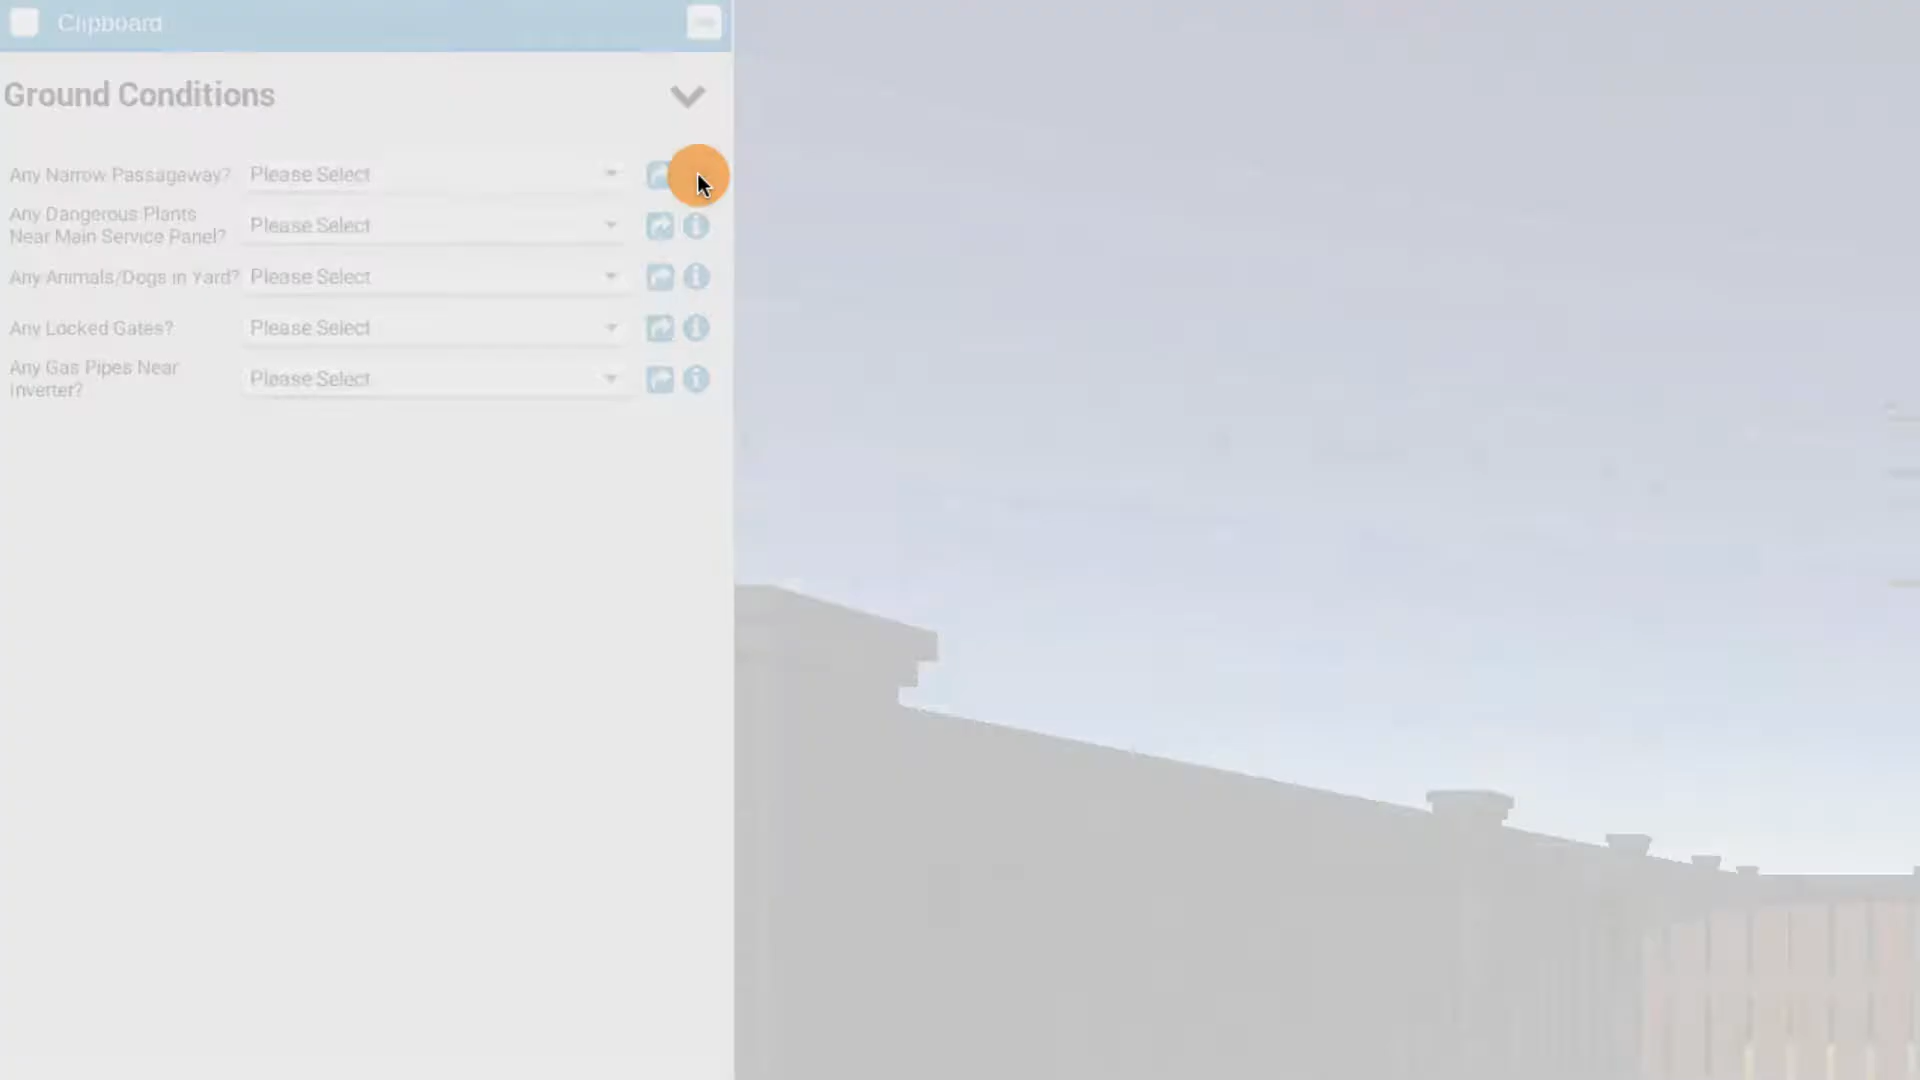 Clipboard
Ground Conditions
Any Narrow Passageway? Please Select
Any Dangerous Plants
Near Main Service Panel? Please Select
Any Animals/Dogs in Yard? Please Select
Any Locked Gates? Please Select
Any Gas Pipes Near
Inverter? Please Select